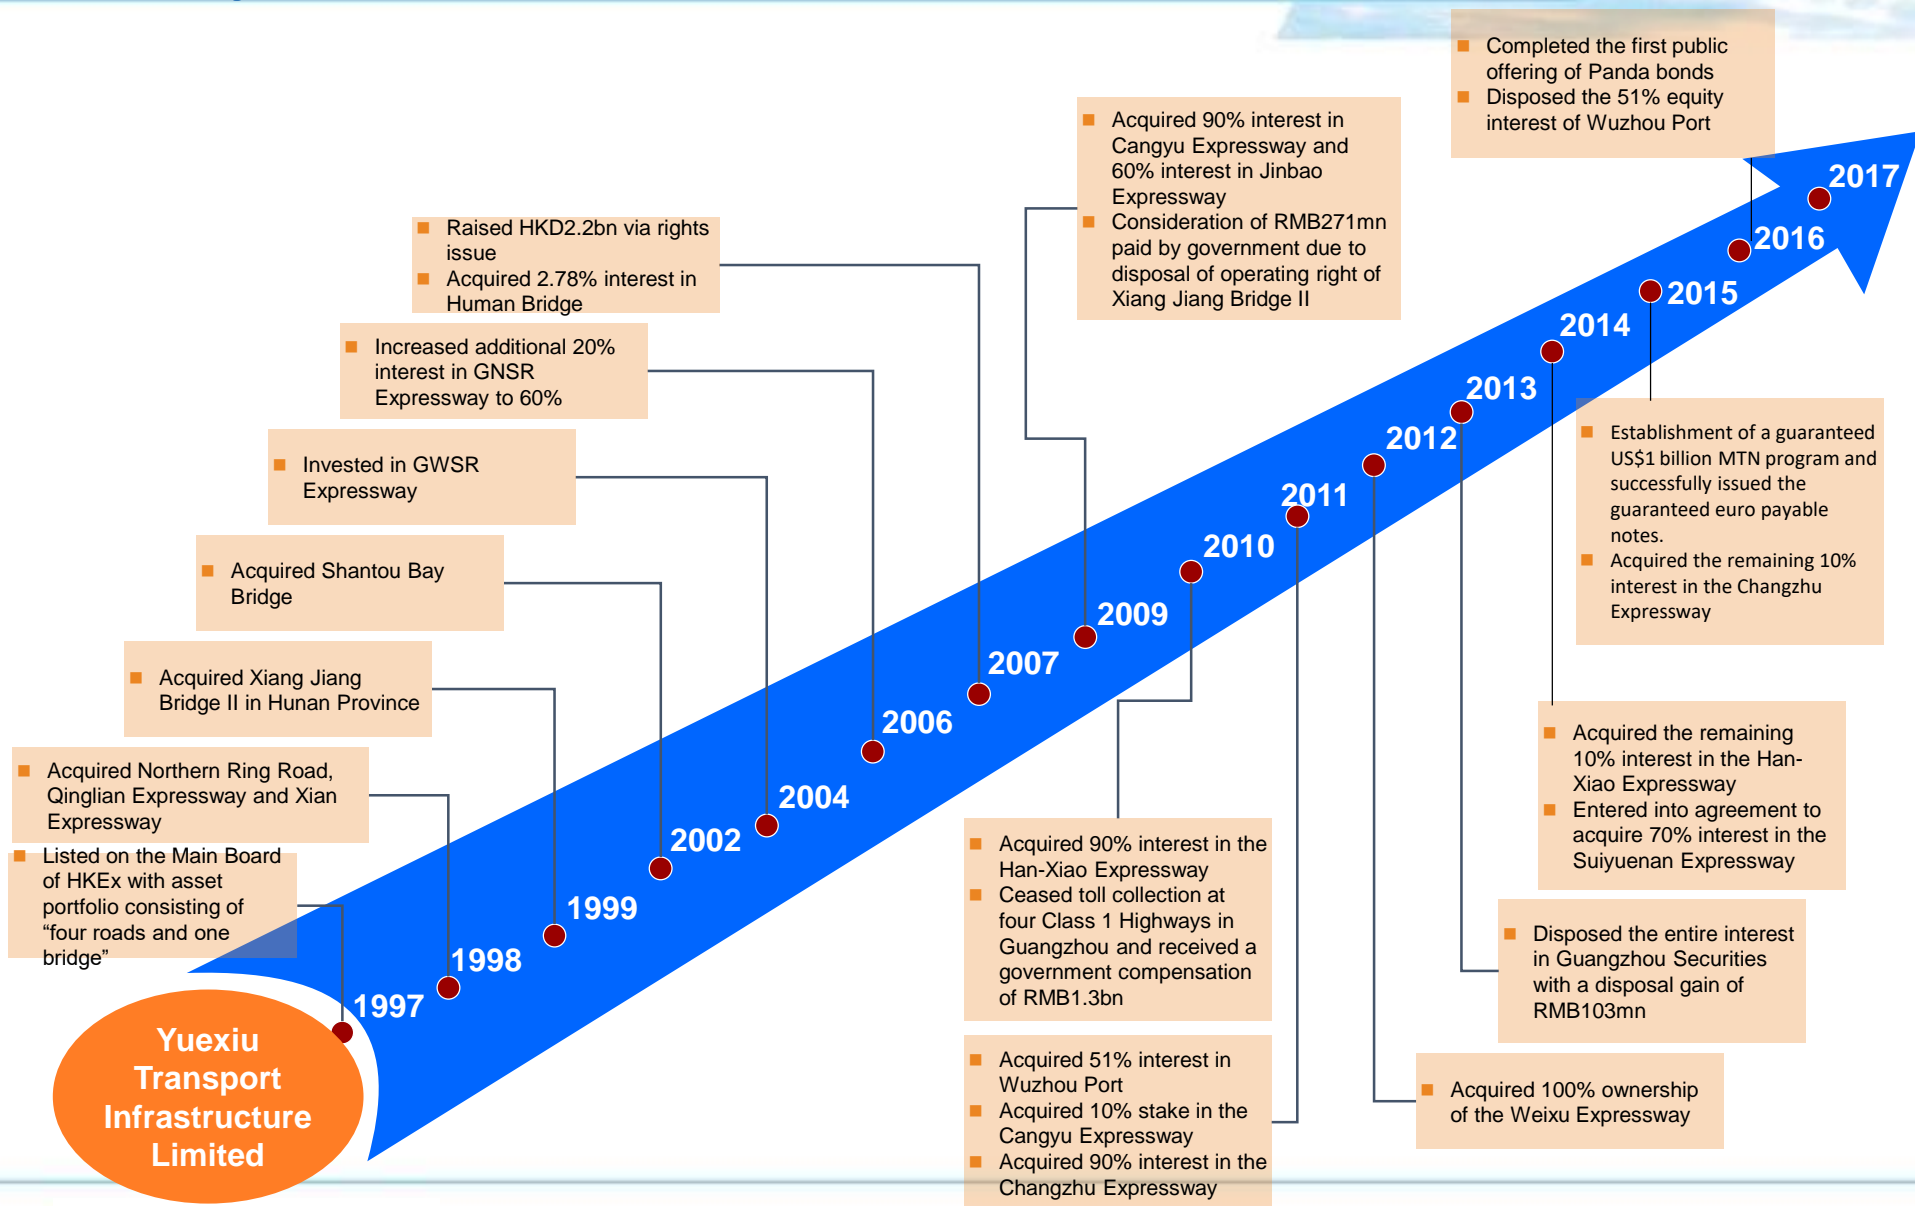 Completed the first public
offering of Panda bonds
Disposed the 51% equity
interest of Wuzhou Port
Acquired 90% interest in
Cangyu Expressway and
60% interest in Jinbao
Expressway
Consideration of RMB271mn
paid by government due to
disposal of operating right of
Xiang Jiang Bridge II
Raised HKD2.2bn via rights
issue
Acquired 2.78% interest in
Human Bridge
Increased additional 20%
interest in GNSR
Expressway to 60%
Invested in GWSR
Expressway
Acquired Shantou Bay
Bridge
Acquired Xiang Jiang
Bridge II in Hunan Province
Acquired Northern Ring Road,
Qinglian Expressway and Xian
Expressway
Listed on the Main Board
of HKEx with asset
portfolio consisting of
“four roads and one
bridge”
1997
1998
1999
2002
2004
2006
2007
2009
2010
2011
2012
2013
2014
2015
2016
2017
Establishment of a guaranteed
US$1 billion MTN program and
successfully issued the
guaranteed euro payable
notes.
Acquired the remaining 10%
interest in the Changzhu
Expressway
Acquired the remaining
10% interest in the Han-
Xiao Expressway
Entered into agreement to
acquire 70% interest in the
Suiyuenan Expressway
Disposed the entire interest
in Guangzhou Securities
with a disposal gain of
RMB103mn
Acquired 100% ownership
of the Weixu Expressway
Acquired 90% interest in the
Han-Xiao Expressway
Ceased toll collection at
four Class 1 Highways in
Guangzhou and received a
government compensation
of RMB1.3bn
Acquired 51% interest in
Wuzhou Port
Acquired 10% stake in the
Cangyu Expressway
Acquired 90% interest in the
Changzhu Expressway
Yuexiu
Transport
Infrastructure
Limited